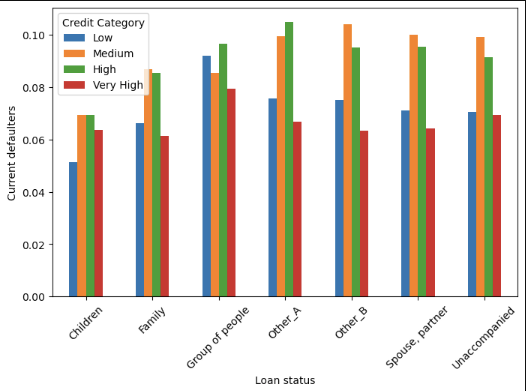 Credit Category
Low
Medium
High
Very High
Current defaulters
0.10
0.08
0.06
0.04
0.02
0.00
Children
Family
Group of people
Other_A
Other_B
Spouse, partner
Unaccompanied
Loan status